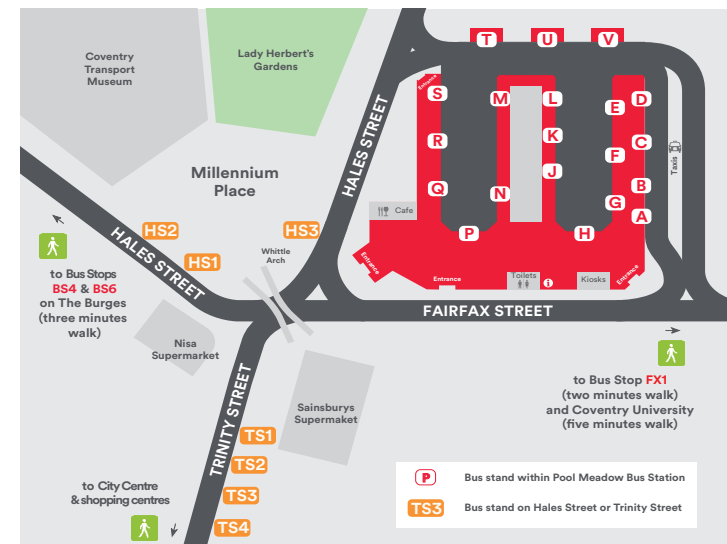 T
U
V
Coventry
Transport
Museum
Lady Herbert's
Gardens
Entrance
S
M
L
D
E
HALES STREET
R
K
C
F
Taxis
J
Millennium
Place
Q
N
B
G
A
Cafe
P
H
HS2
HS3
HS1
HALES STREET
Whittle
Arch
Entrance
Entrance
Toilets
i
Kiosks
Entrance
to Bus Stops
BS4 & BS6
on The Burges
(three minutes
walk)
FAIRFAX STREET
Nisa
Supermarket
TRINITY STREET
Sainsburys
Supermaket
to Bus Stop FX1
(two minutes walk)
and Coventry University
(five minutes walk)
TS1
TS2
TS3
TS4
to City Centre
& shopping centres
P Bus stand within Pool Meadow Bus Station
TS3 Bus stand on Hales Street or Trinity Street